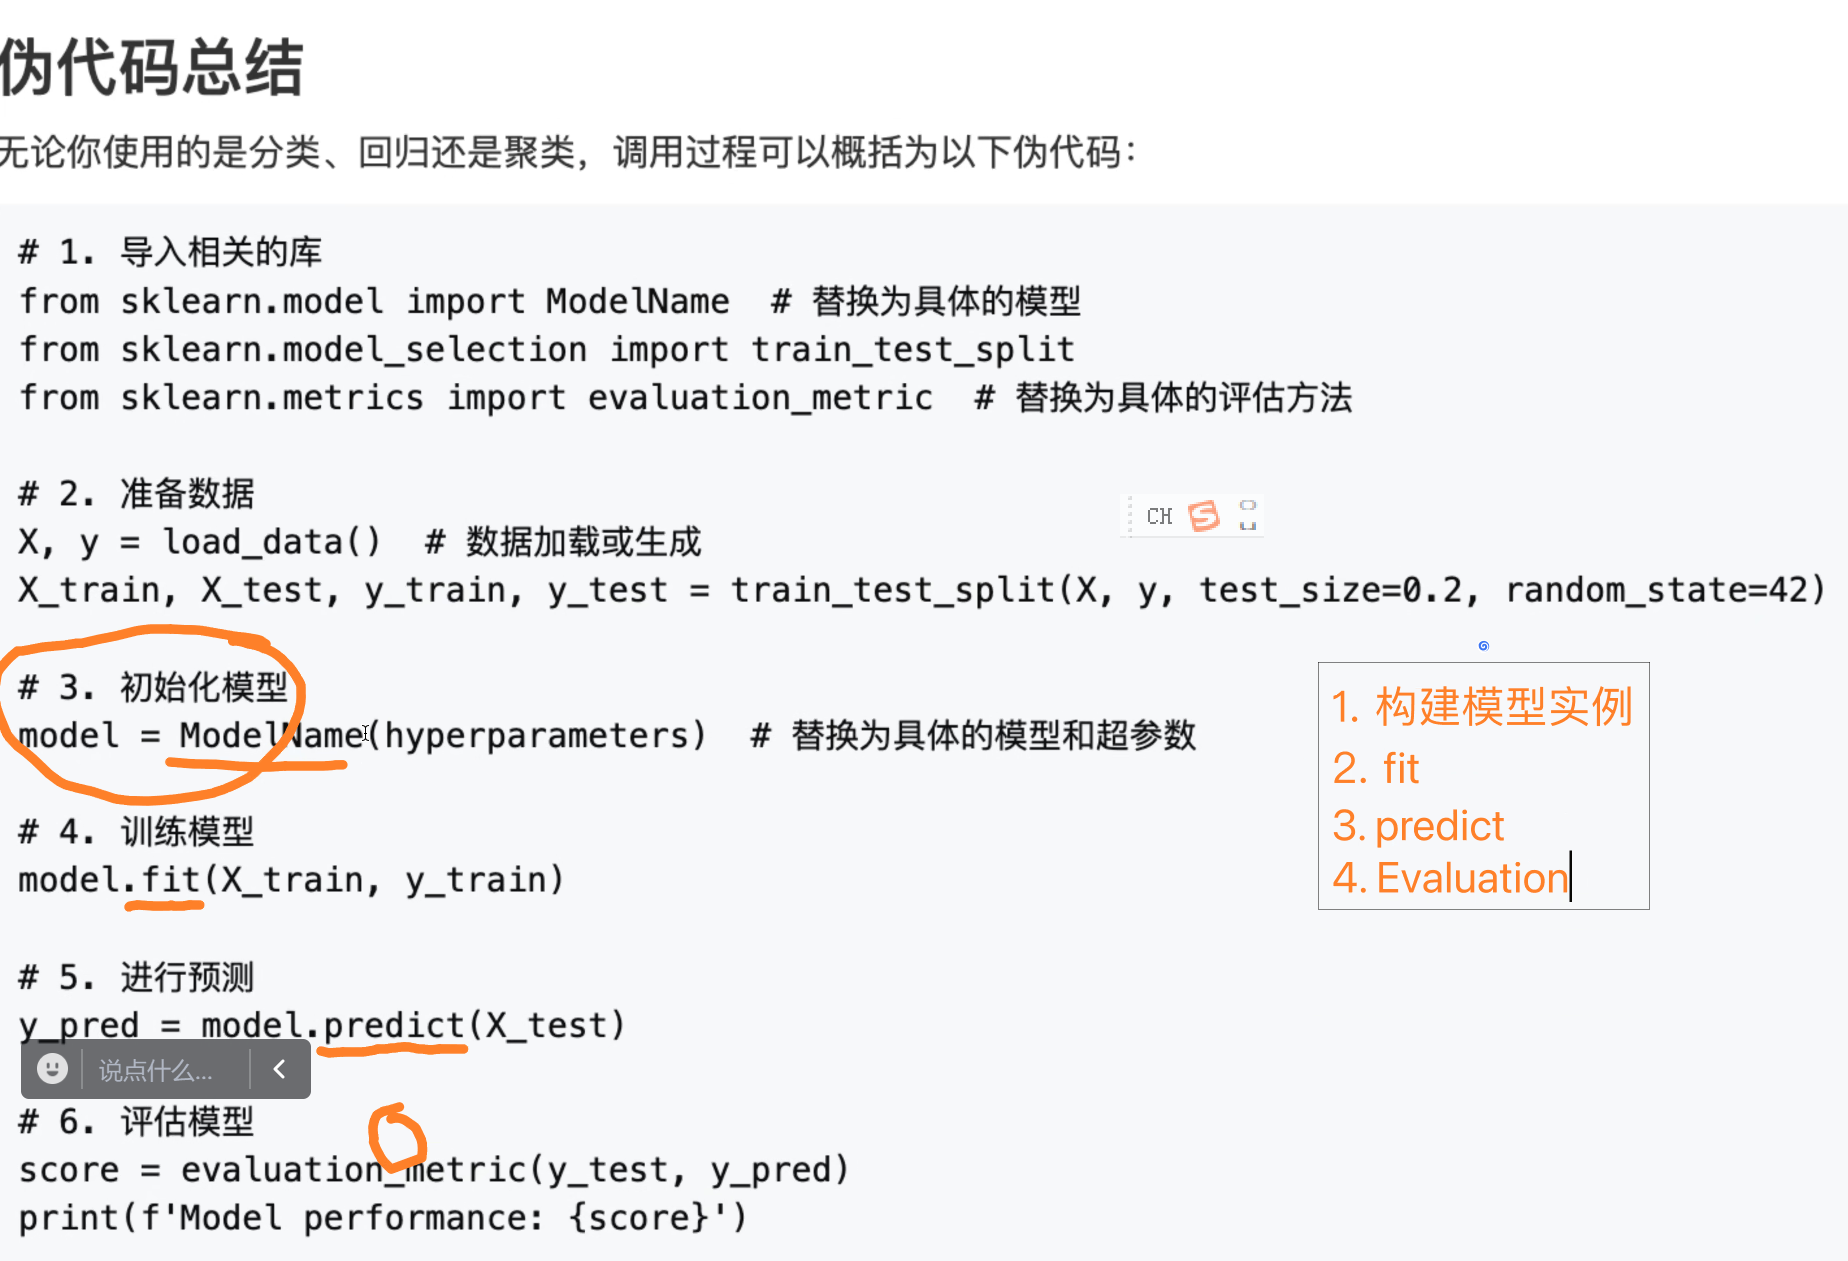 伪代码总结
无论你使用的是分类、回归还是聚类，调用过程可以概括为以下伪代码：
# 1. 导入相关的库
from sklearn.model import ModelName  # 替换为具体的模型
from sklearn.model_selection import train_test_split
from sklearn.metrics import evaluation_metric  # 替换为具体的评估方法
# 2. 准备数据
CH
X, y = load_data()  # 数据加载或生成
X_train, X_test, y_train, y_test = train_test_split(X, y, test_size=0.2, random_state=42)
# 3. 初始化模型
model = ModelName(hyperparameters)  # 替换为具体的模型和超参数
1. 构建模型实例
2. fit
3. predict
4. Evaluation
# 4. 训练模型
model.fit(X_train, y_train)
# 5. 进行预测
y_pred = model.predict(X_test)
说点什么...
# 6. 评估模型
score = evaluation_metric(y_test, y_pred)
print(f'Model performance: {score}')